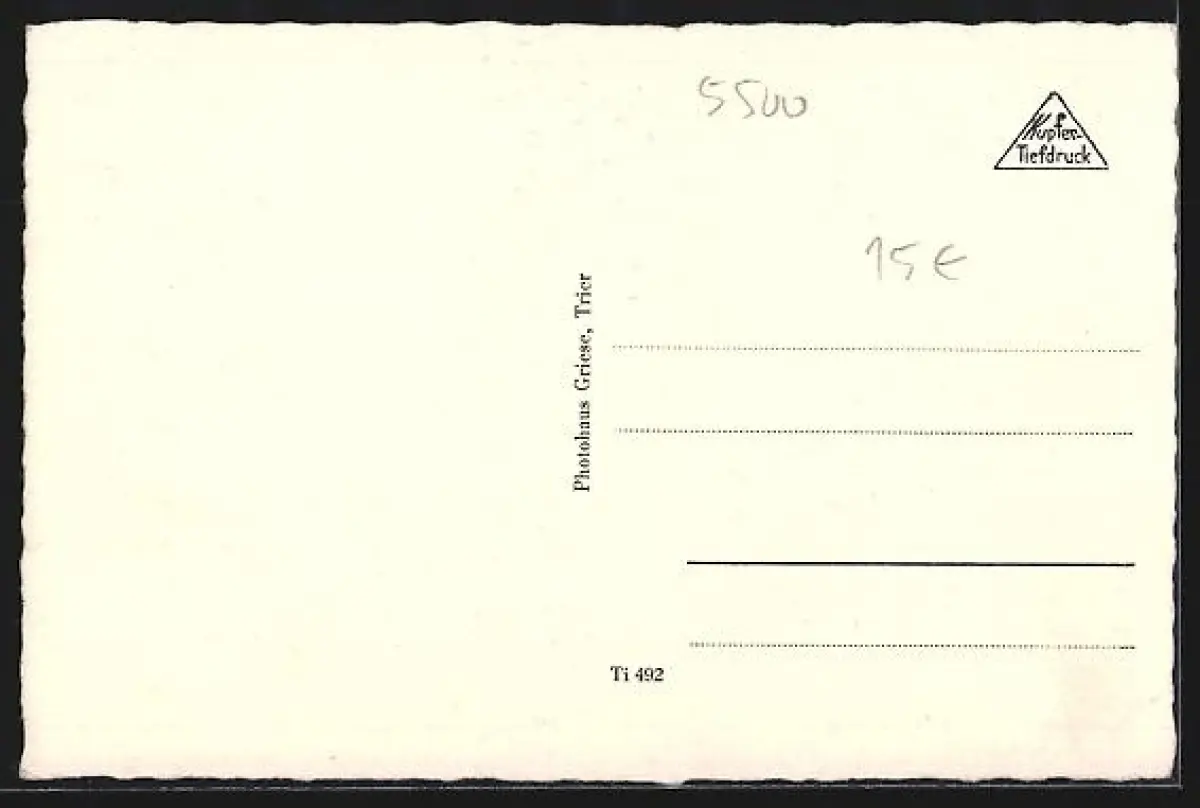 5500
Kupfer-
Tiefdruck
15 €
Photohaus Griese, Trier
Ti 492